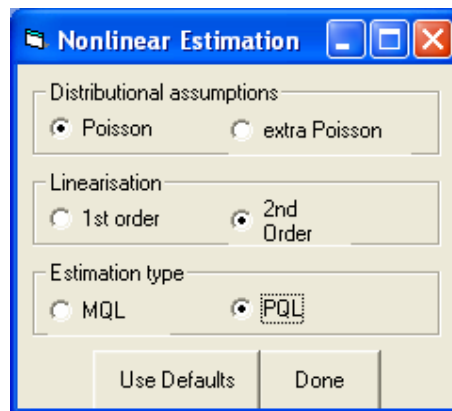 Nonlinear Estimation
Distributional assumptions
Poisson extra Poisson
Linearisation
1st order 2nd
Order
Estimation type
MQL PQL
Use Defaults Done